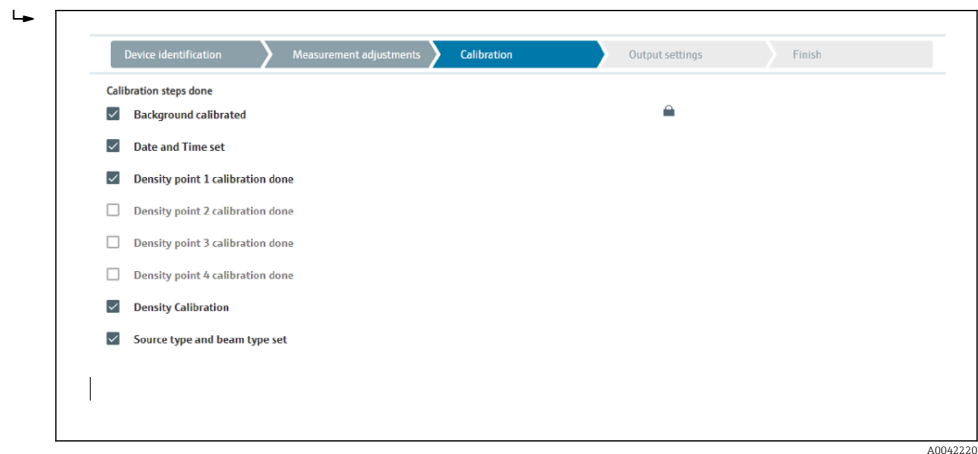 Device identification Measurement adjustments Calibration Output settings Finish
Calibration steps done
Background calibrated
Date and Time set
Density point 1 calibration done
Density point 2 calibration done
Density point 3 calibration done
Density point 4 calibration done
Density Calibration
Source type and beam type set
A0042220